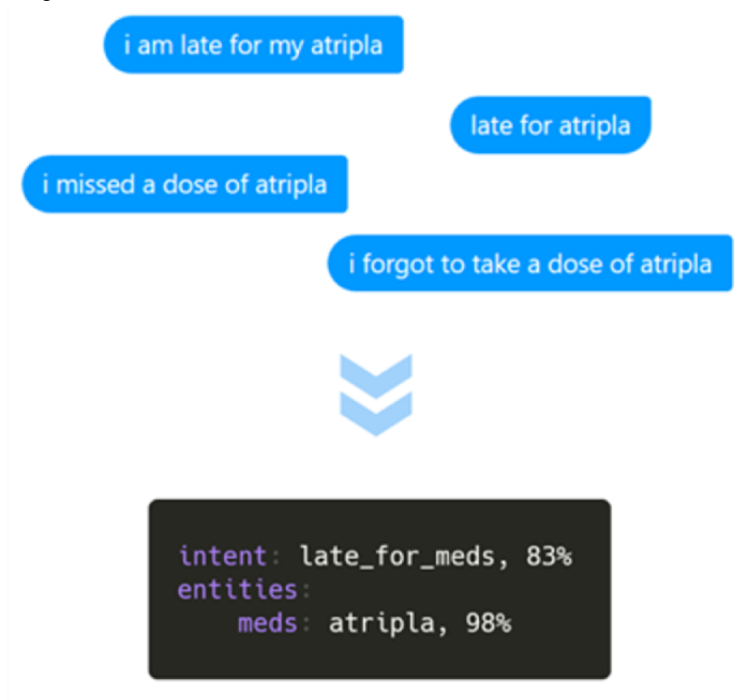 i am late for my atripla
late for atripla
i missed a dose of atripla
i forgot to take a dose of atripla
intent: late_for_meds, 83%
entities:
meds: atripla, 98%